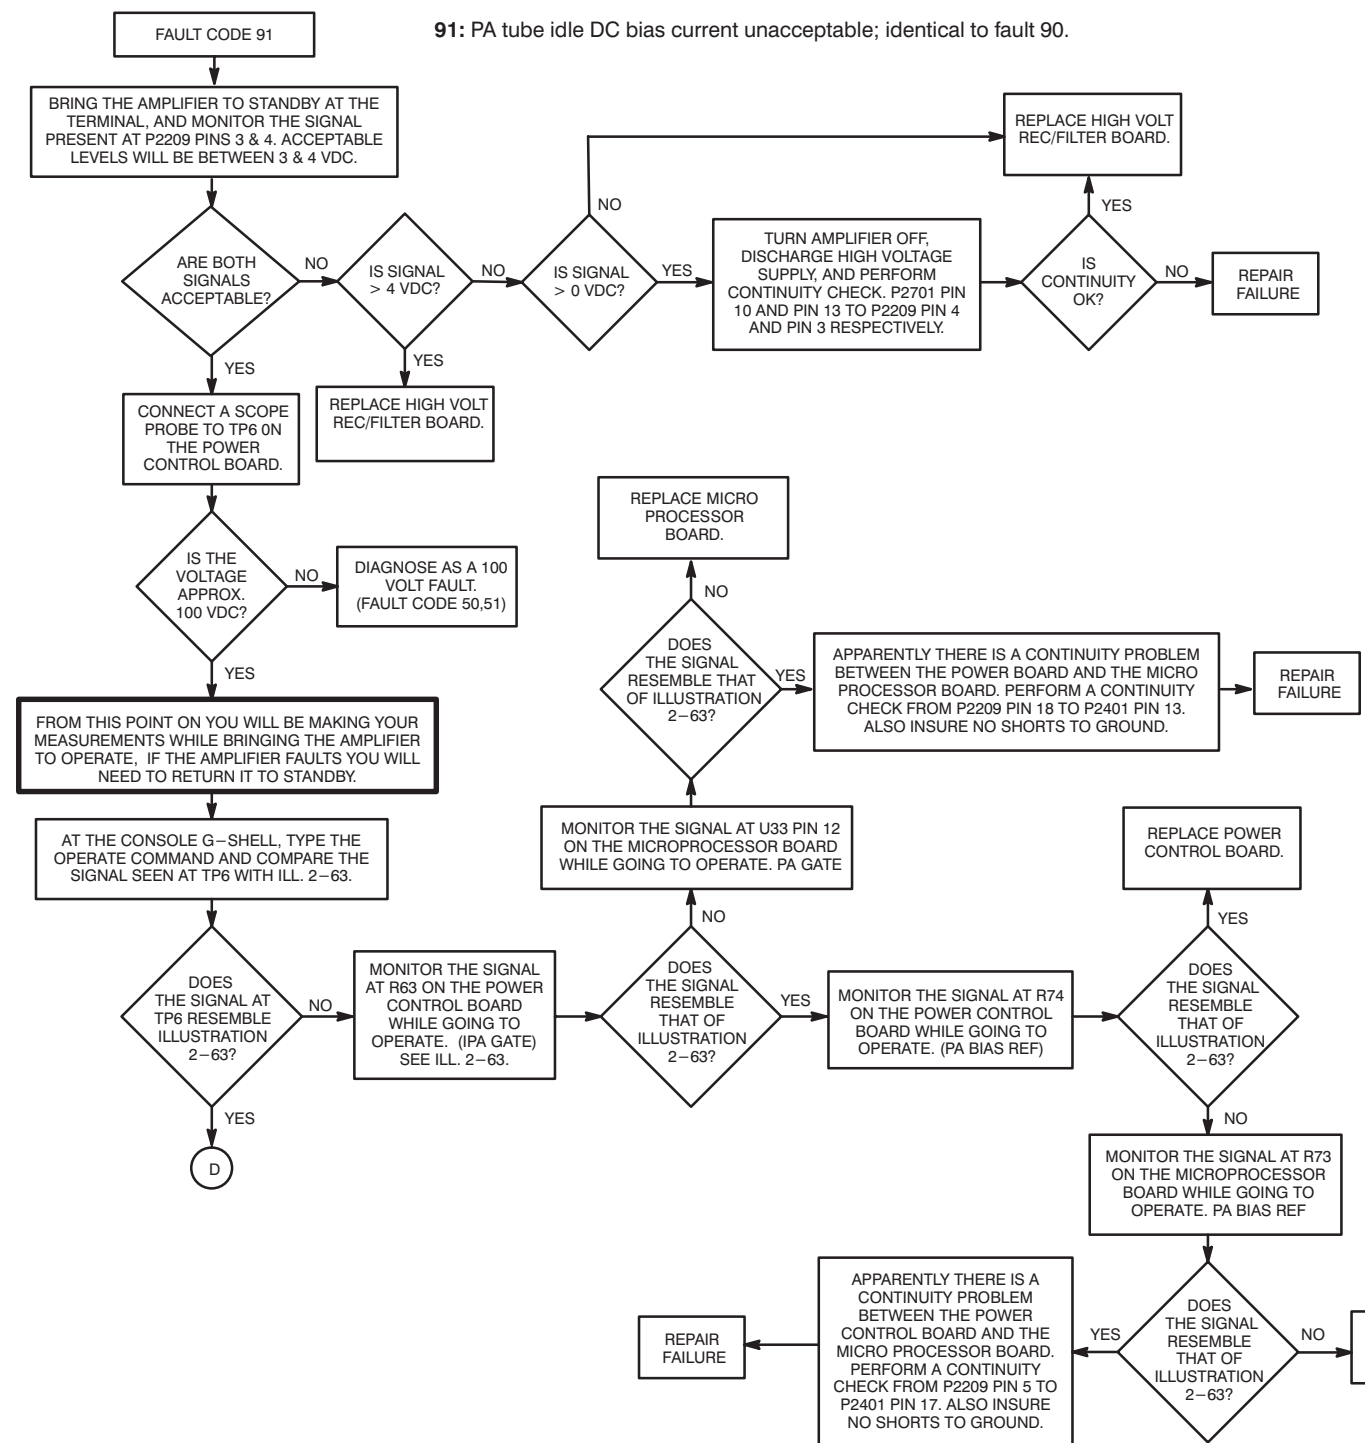 FAULT CODE 91
91: PA tube idle DC bias current unacceptable; identical to fault 90.
BRING THE AMPLIFIER TO STANDBY AT THE
TERMINAL, AND MONITOR THE SIGNAL
PRESENT AT P2209 PINS 3 & 4. ACCEPTABLE
LEVELS WILL BE BETWEEN 3 & 4 VDC.
ARE BOTH
SIGNALS
ACCEPTABLE?
NO
IS SIGNAL
> 4 VDC?
NO
IS SIGNAL
> 0 VDC?
NO
REPLACE HIGH VOLT
REC/FILTER BOARD.
YES
TURN AMPLIFIER OFF,
DISCHARGE HIGH VOLTAGE
SUPPLY, AND PERFORM
CONTINUITY CHECK. P2701 PIN
10 AND PIN 13 TO P2209 PIN 4
AND PIN 3 RESPECTIVELY.
YES
IS
CONTINUITY
OK?
NO
REPAIR
FAILURE
YES
REPLACE HIGH VOLT
REC/FILTER BOARD.
YES
CONNECT A SCOPE
PROBE TO TP6 0N
THE POWER
CONTROL BOARD.
IS THE
VOLTAGE
APPROX.
100 VDC?
NO
DIAGNOSE AS A 100
VOLT FAULT.
(FAULT CODE 50,51)
YES
FROM THIS POINT ON YOU WILL BE MAKING YOUR
MEASUREMENTS WHILE BRINGING THE AMPLIFIER
TO OPERATE, IF THE AMPLIFIER FAULTS YOU WILL
NEED TO RETURN IT TO STANDBY.
AT THE CONSOLE G–SHELL, TYPE THE
OPERATE COMMAND AND COMPARE THE
SIGNAL SEEN AT TP6 WITH ILL. 2–63.
DOES
THE SIGNAL AT
TP6 RESEMBLE
ILLUSTRATION
2–63?
YES
D
NO
MONITOR THE SIGNAL
AT R63 ON THE POWER
CONTROL BOARD
WHILE GOING TO
OPERATE. (IPA GATE)
SEE ILL. 2–63.
DOES
THE SIGNAL
RESEMBLE
THAT OF
ILLUSTRATION
2–63?
NO
MONITOR THE SIGNAL AT U33 PIN 12
ON THE MICROPROCESSOR BOARD
WHILE GOING TO OPERATE. PA GATE
DOES
THE SIGNAL
RESEMBLE THAT
OF ILLUSTRATION
2–63?
NO
REPLACE MICRO
PROCESSOR
BOARD.
YES
APPARENTLY THERE IS A CONTINUITY PROBLEM
BETWEEN THE POWER BOARD AND THE MICRO
PROCESSOR BOARD. PERFORM A CONTINUITY
CHECK FROM P2209 PIN 18 TO P2401 PIN 13.
ALSO INSURE NO SHORTS TO GROUND.
REPAIR
FAILURE
YES
MONITOR THE SIGNAL AT R74
ON THE POWER CONTROL
BOARD WHILE GOING TO
OPERATE. (PA BIAS REF)
DOES
THE SIGNAL
RESEMBLE
THAT OF
ILLUSTRATION
2–63?
YES
REPLACE POWER
CONTROL BOARD.
NO
MONITOR THE SIGNAL AT R73
ON THE MICROPROCESSOR
BOARD WHILE GOING TO
OPERATE. PA BIAS REF
DOES
THE SIGNAL
RESEMBLE
THAT OF
ILLUSTRATION
2–63?
NO
YES
APPARENTLY THERE IS A
CONTINUITY PROBLEM
BETWEEN THE POWER
CONTROL BOARD AND THE
MICRO PROCESSOR BOARD.
PERFORM A CONTINUITY
CHECK FROM P2209 PIN 5 TO
P2401 PIN 17. ALSO INSURE
NO SHORTS TO GROUND.
REPAIR
FAILURE